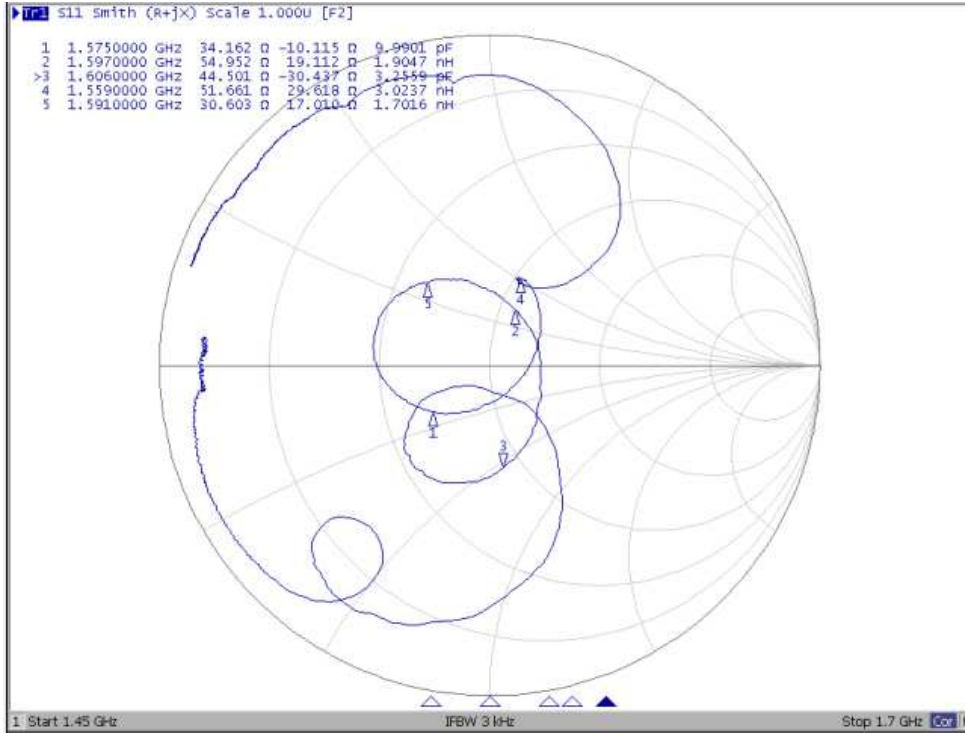 Tr1 S11 Smith (R+jX) Scale 1.000U [F2]
1 1.5750000 GHz 34.162 Ω -10.115 Ω 9.9901 pF
2 1.5970000 GHz 54.952 Ω 19.112 Ω 1.9047 nH
>3 1.6060000 GHz 44.501 Ω -30.437 Ω 3.2559 pF
4 1.5590000 GHz 51.661 Ω 29.618 Ω 3.0237 nH
5 1.5910000 GHz 30.603 Ω 17.010 Ω 1.7016 nH
4
5
2
1
3
1 Start 1.45 GHz IFBW 3 kHz Stop 1.7 GHz Cor